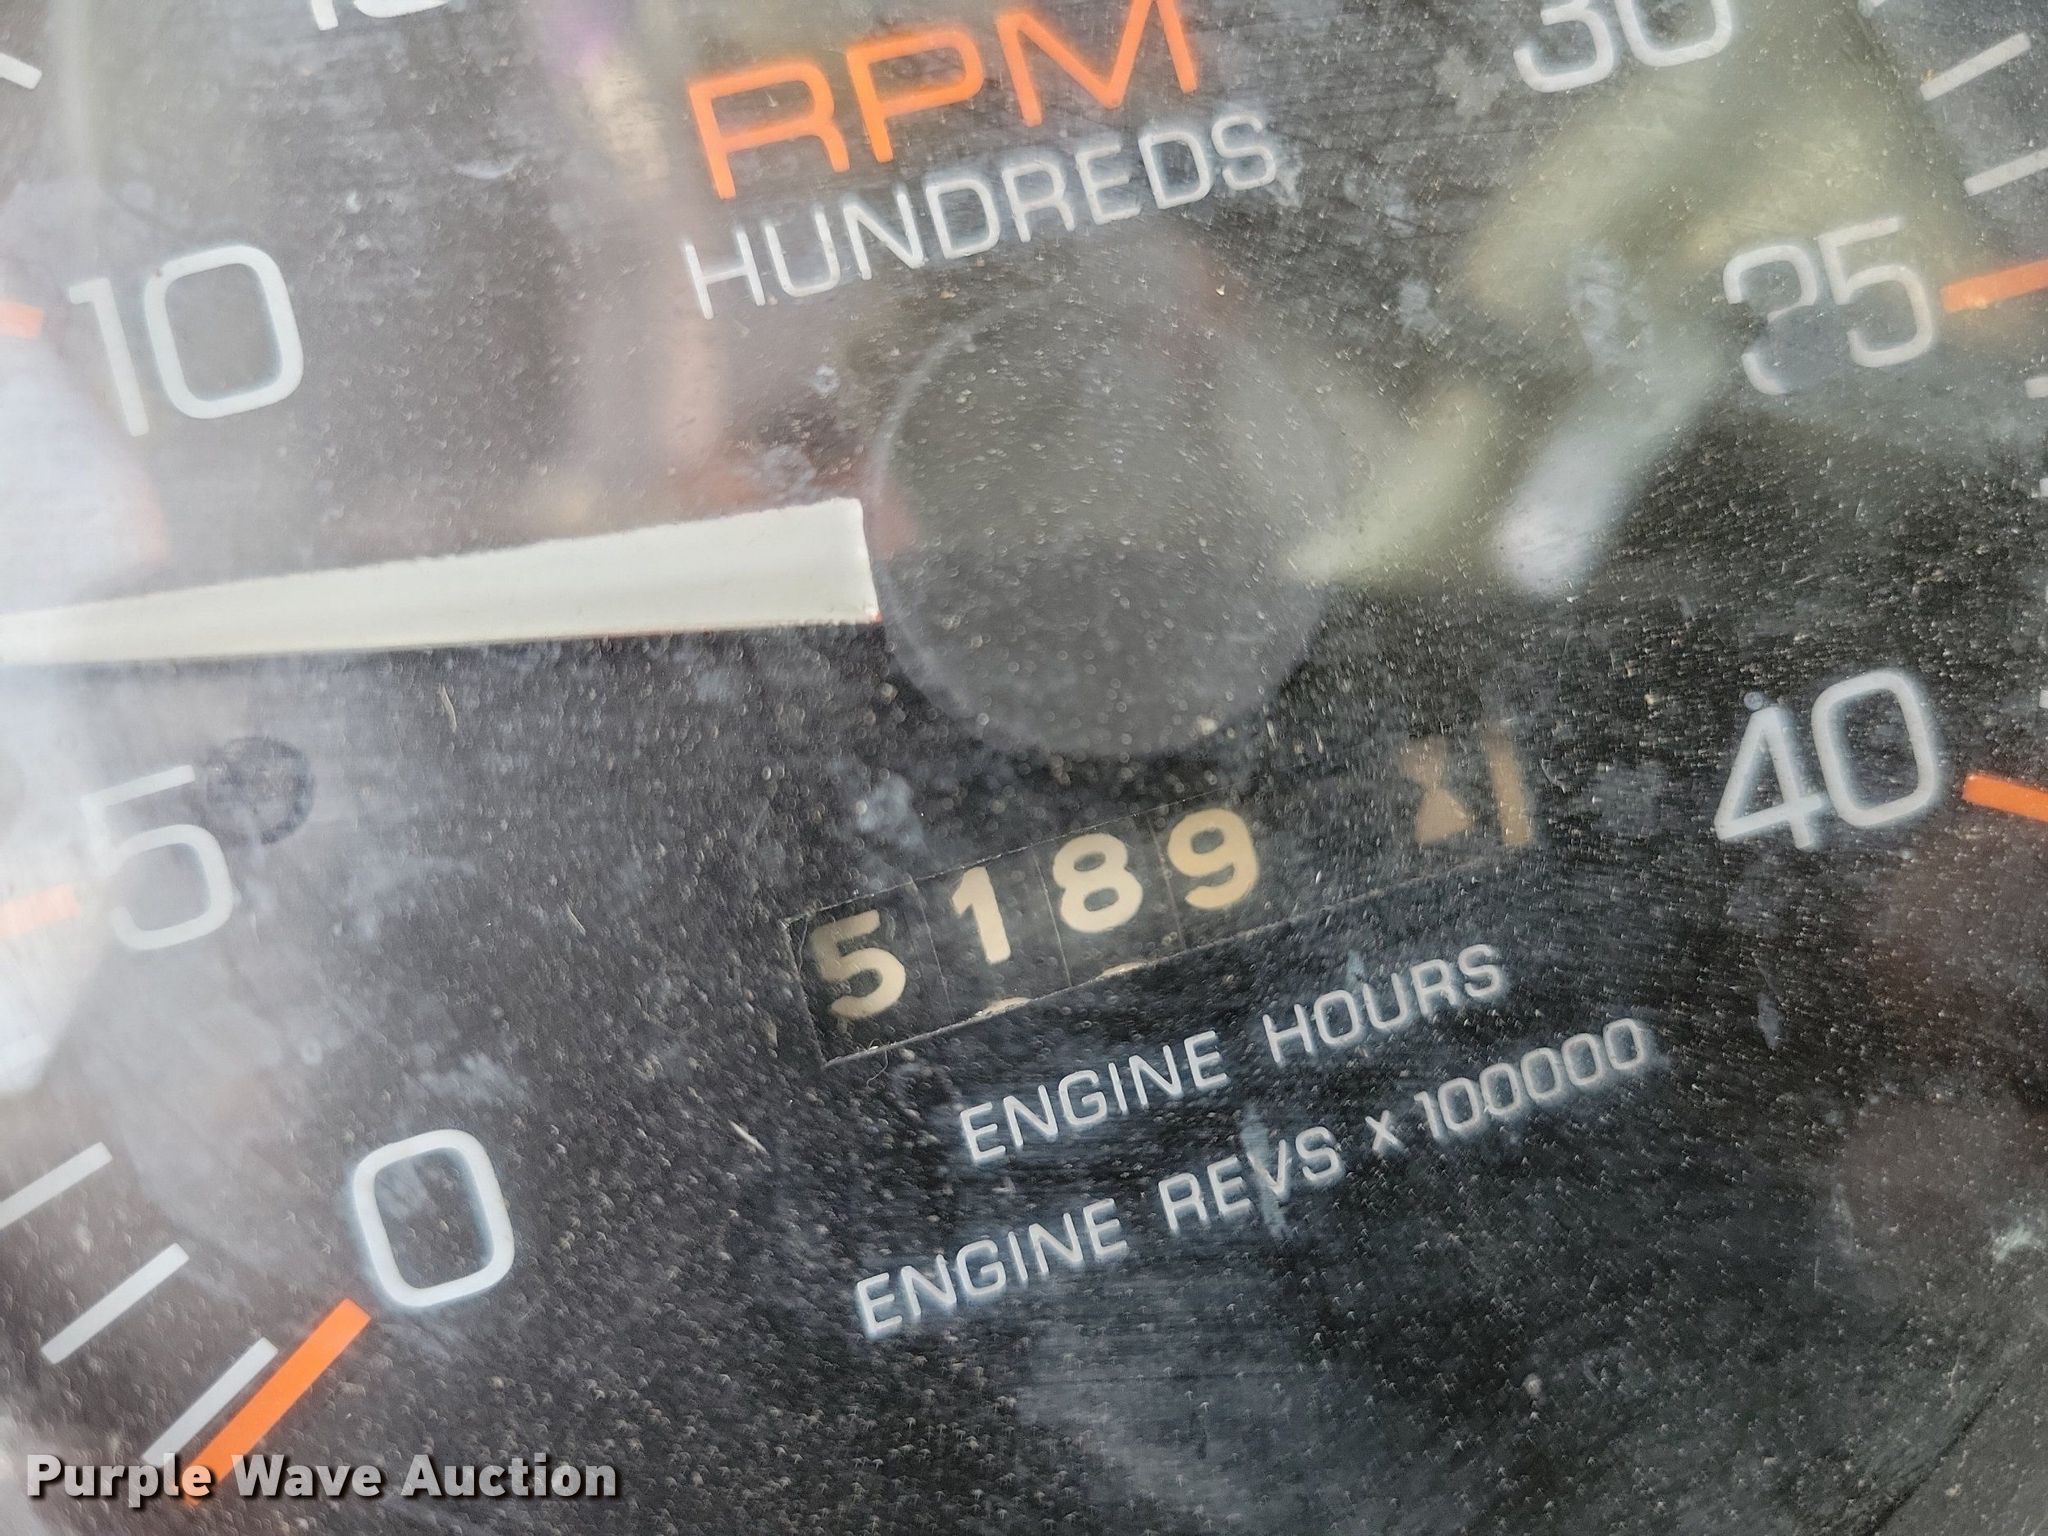 RPM
HUNDREDS
30
10
35
40
5
5189
ENGINE HOURS
ENGINE REVS x 100000
0
Purple Wave Auction